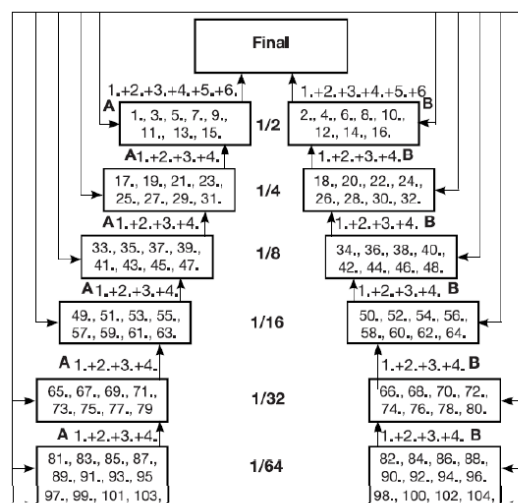 Final
1.+2.+3.+4.+5.+6.
1.+2.+3.+4.+5.+6
A
B
1., 3., 5., 7., 9.,
11., 13., 15.
1/2
2., 4., 6., 8., 10.,
12., 14., 16.
A 1.+2.+3.+4.
1.+2.+3.+4. B
17., 19., 21., 23.,
25., 27., 29., 31.
1/4
18., 20., 22., 24.,
26., 28., 30., 32.
A 1.+2.+3.+4.
1.+2.+3.+4. B
33., 35., 37., 39.,
41., 43., 45., 47.
1/8
34., 36., 38., 40.,
42., 44., 46., 48.
A 1.+2.+3.+4.
1.+2.+3.+4. B
49., 51., 53., 55.,
57., 59., 61., 63.
1/16
50., 52., 54., 56.,
58., 60., 62., 64.
A 1.+2.+3.+4.
1.+2.+3.+4. B
65., 67., 69., 71.,
73., 75., 77., 79
1/32
66., 68., 70., 72.,
74., 76., 78., 80.
A 1.+2.+3.+4.
1.+2.+3.+4. B
81., 83., 85., 87.,
89., 91., 93., 95
97., 99., 101, 103,
1/64
82., 84., 86., 88.,
90., 92., 94., 96.
98., 100, 102, 104,